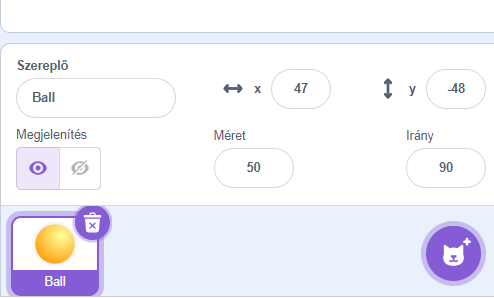 Szereplő
Ball
x 47
y -48
Megjelenítés
Méret
50
Irány
90
Ball